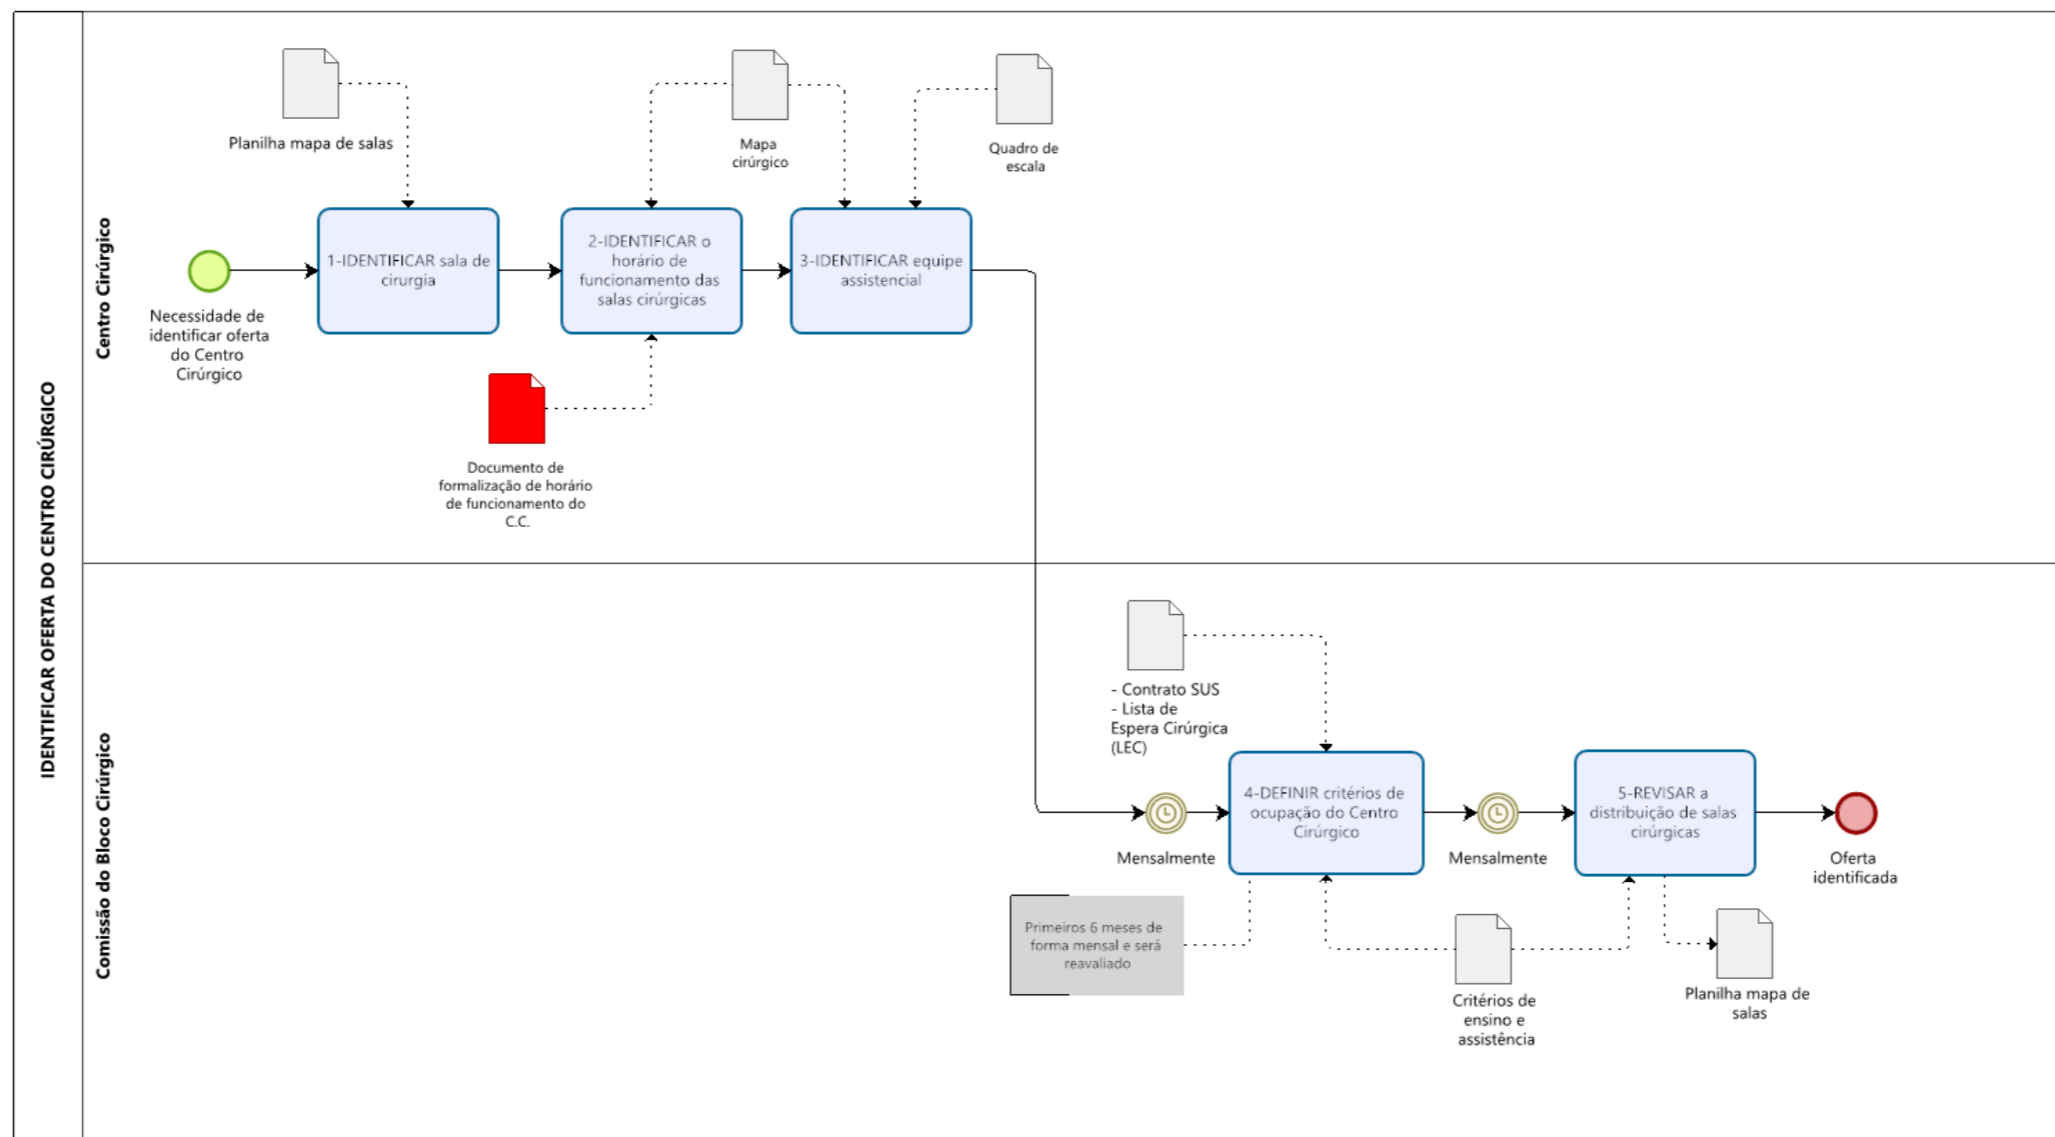 IDENTIFICAR OFERTA DO CENTRO CIRÚRGICO
Centro Cirúrgico
Planilha mapa de salas
Mapa
cirúrgico
Quadro de
escala
Necessidade de
identificar oferta
do Centro
Cirúrgico
1-IDENTIFICAR sala de
cirurgia
2-IDENTIFICAR o
horário de
funcionamento das
salas cirúrgicas
3-IDENTIFICAR equipe
assistencial
Documento de
formalização de horário
de funcionamento do
C.C.
Comissão do Bloco Cirúrgico
- Contrato SUS
- Lista de
Espera Cirúrgica
(LEC)
Mensalmente
4-DEFINIR critérios de
ocupação do Centro
Cirúrgico
Mensalmente
5-REVISAR a
distribuição de salas
cirúrgicas
Oferta
identificada
Primeiros 6 meses de
forma mensal e será
reavaliado
Critérios de
ensino e
assistência
Planilha mapa de
salas